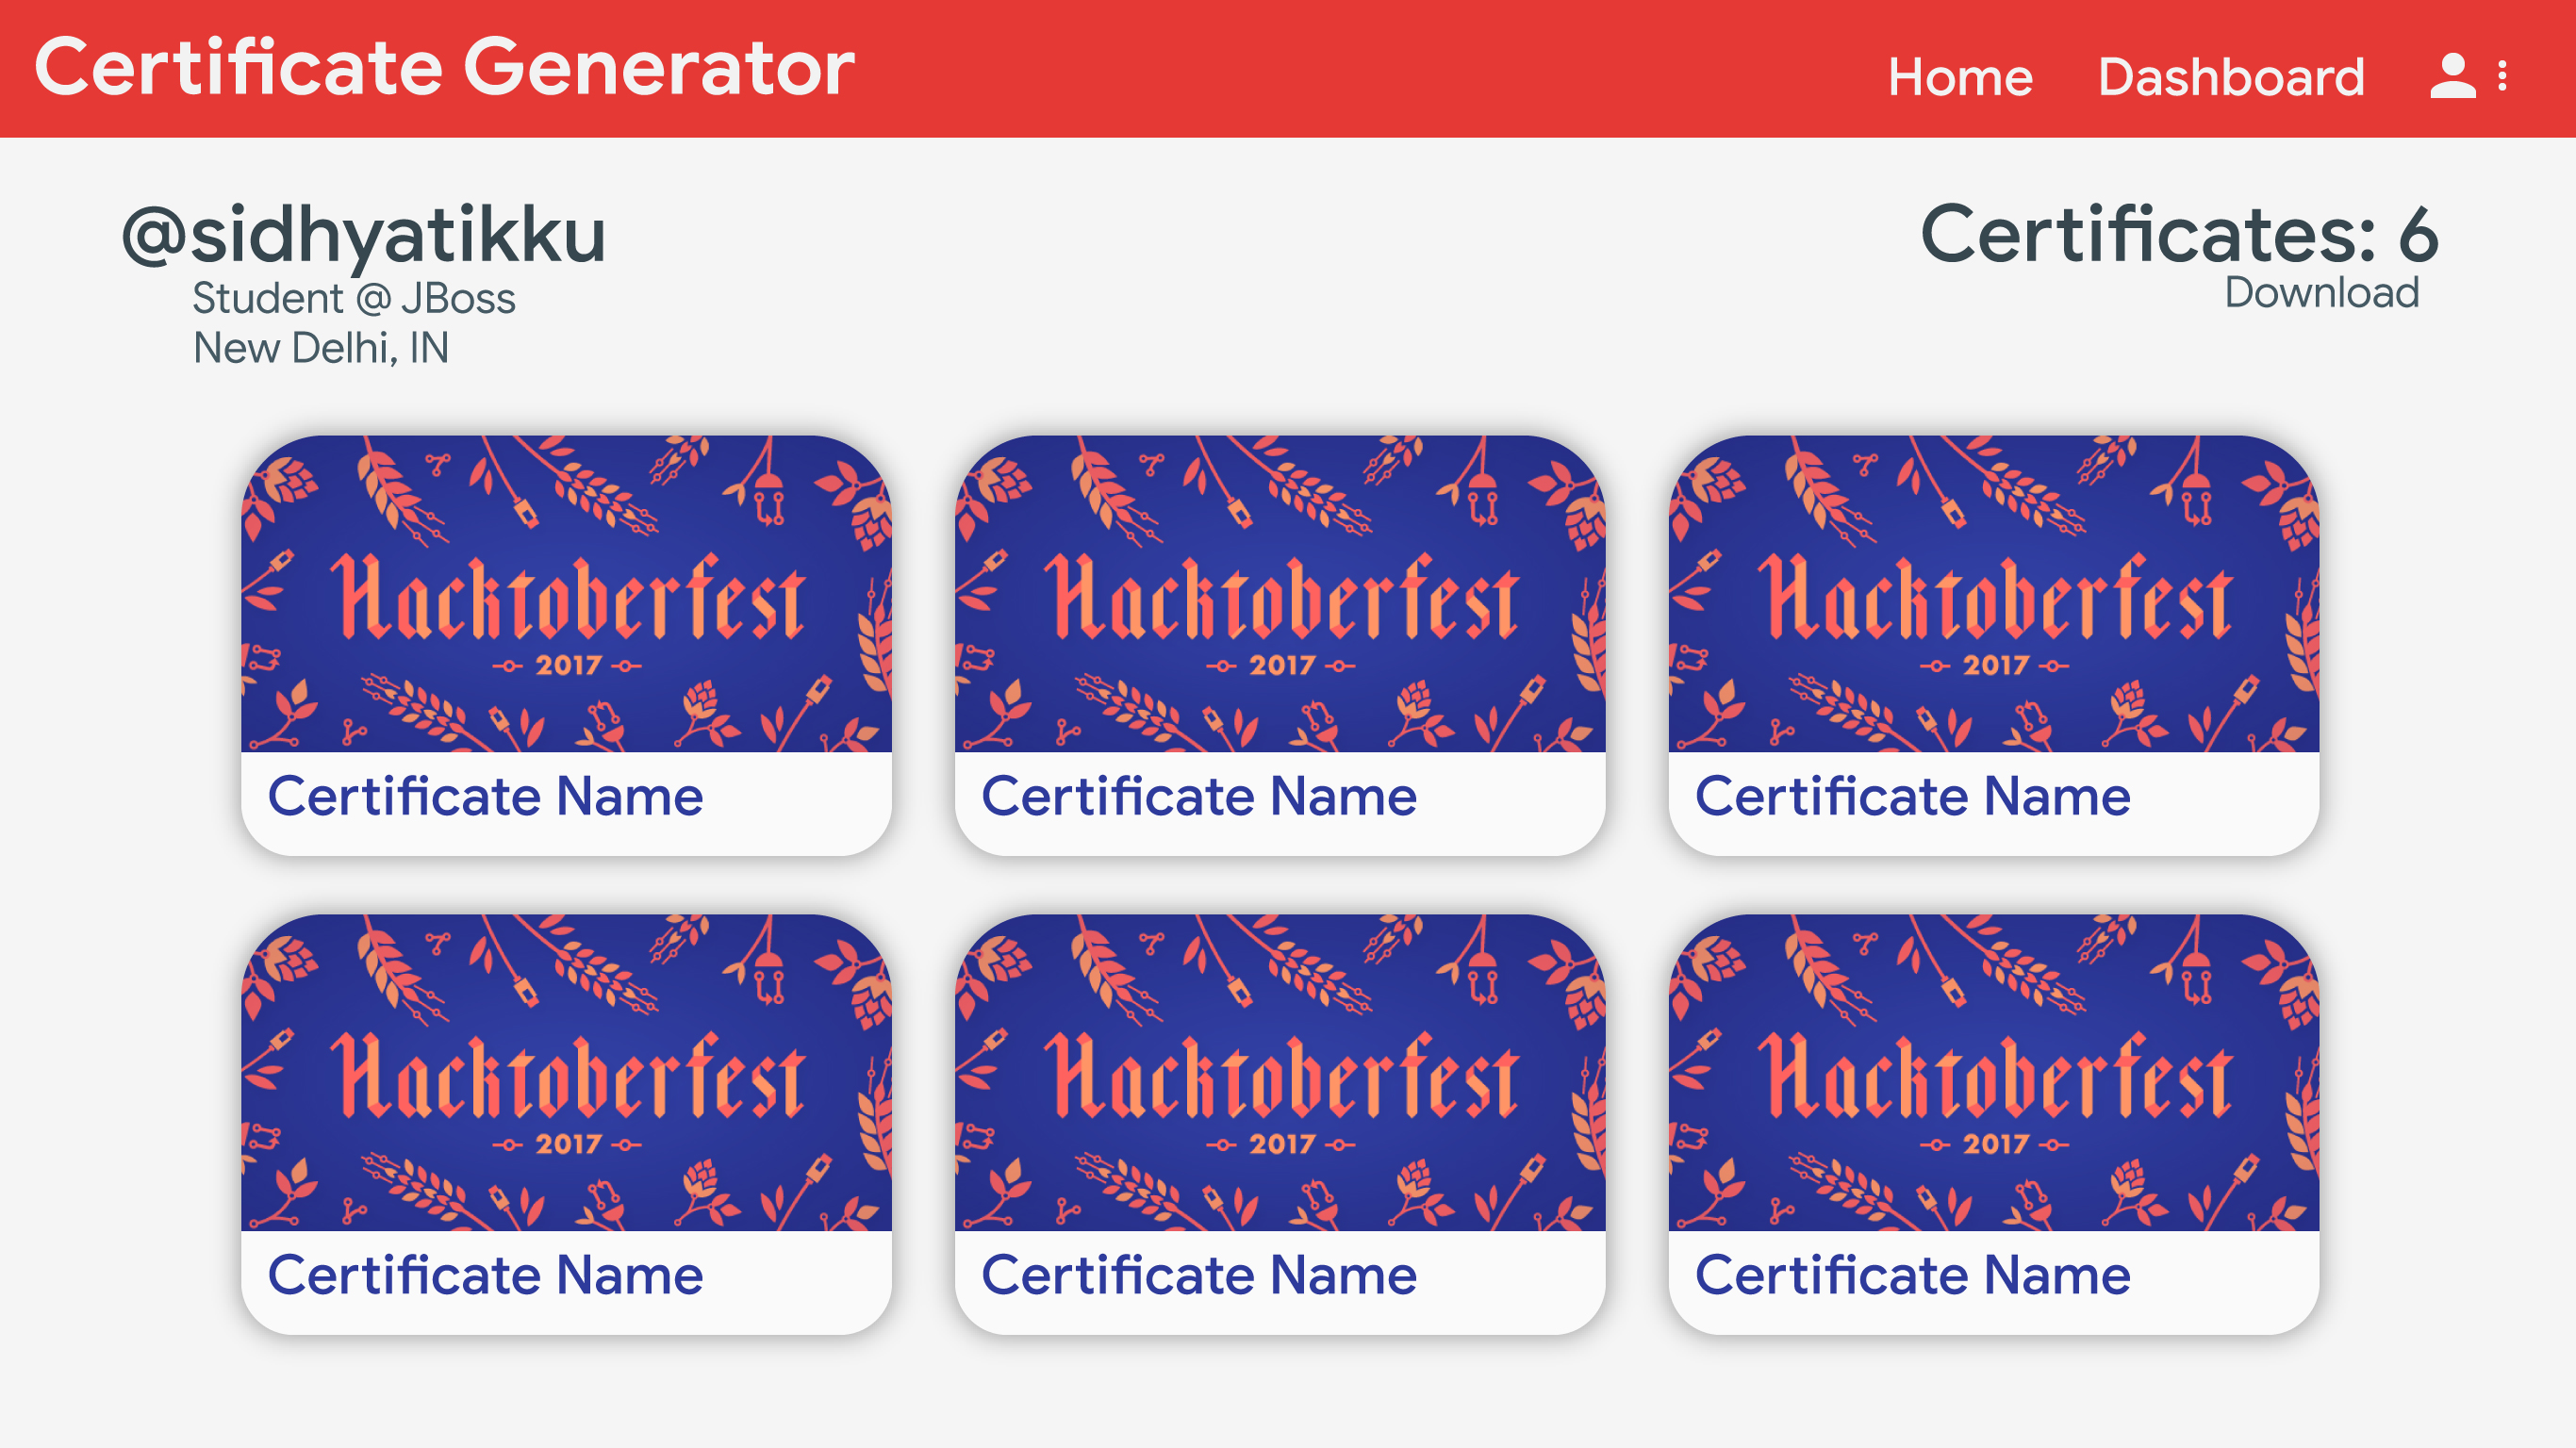 Certificate Generator
Home Dashboard
@sidhyatikku
Student @ JBoss
New Delhi, IN
Certificates: 6
Download
Hacktoberfest
2017
Certificate Name
Hacktoberfest
2017
Certificate Name
Hacktoberfest
2017
Certificate Name
Hacktoberfest
2017
Certificate Name
Hacktoberfest
2017
Certificate Name
Hacktoberfest
2017
Certificate Name